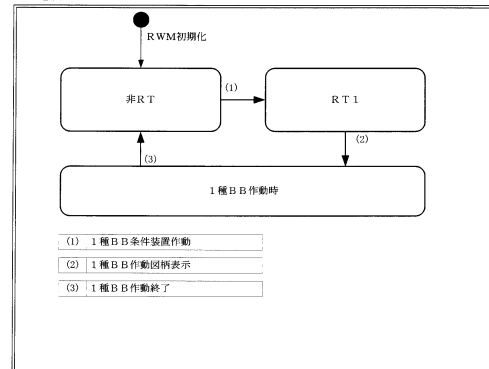 RWM初期化
非RT
(1)
RT1
(2)
(3)
1種BB作動時
(1) 1種BB条件装置作動
(2) 1種BB作動図柄表示
(3) 1種BB作動終了